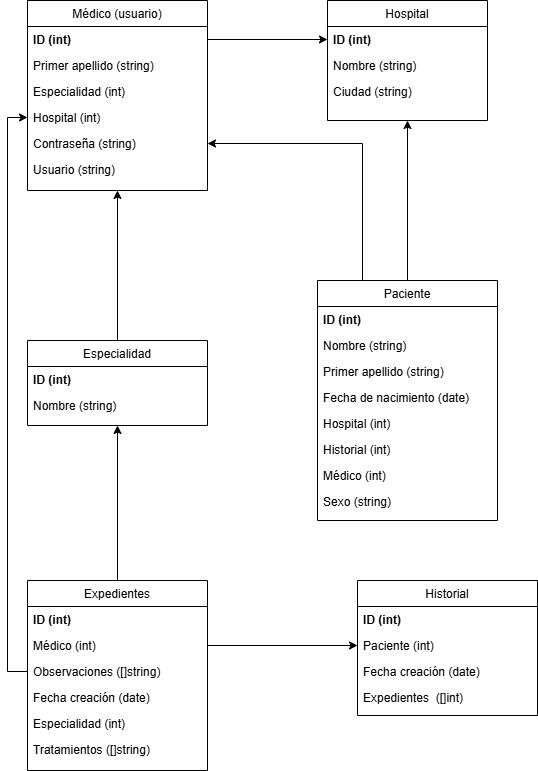 Médico (usuario)
ID (int)
Primer apellido (string)
Especialidad (int)
Hospital (int)
Contraseña (string)
Usuario (string)
Hospital
ID (int)
Nombre (string)
Ciudad (string)
Paciente
ID (int)
Nombre (string)
Primer apellido (string)
Fecha de nacimiento (date)
Hospital (int)
Historial (int)
Médico (int)
Sexo (string)
Especialidad
ID (int)
Nombre (string)
Expedientes
ID (int)
Médico (int)
Observaciones ([]string)
Fecha creación (date)
Especialidad (int)
Tratamientos ([]string)
Historial
ID (int)
Paciente (int)
Fecha creación (date)
Expedientes  ([]int)